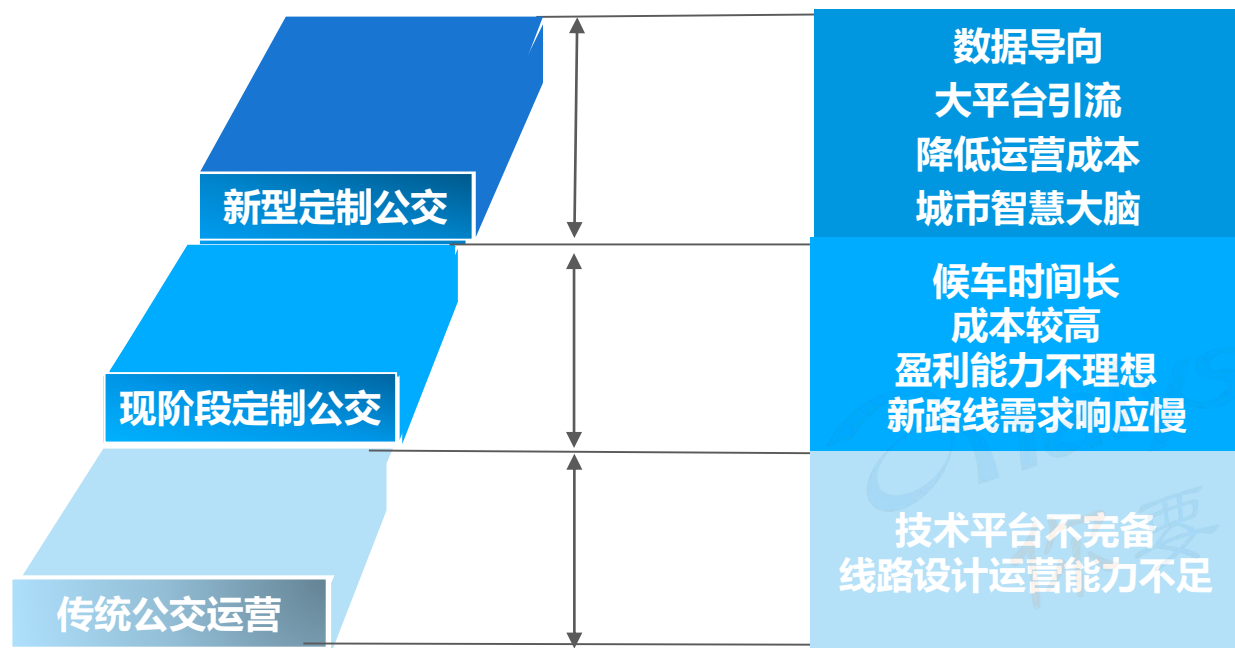 数据导向
大平台引流
降低运营成本
城市智慧大脑
新型定制公交
候车时间长
成本较高
盈利能力不理想
新路线需求响应慢
现阶段定制公交
技术平台不完备
线路设计运营能力不足
传统公交运营